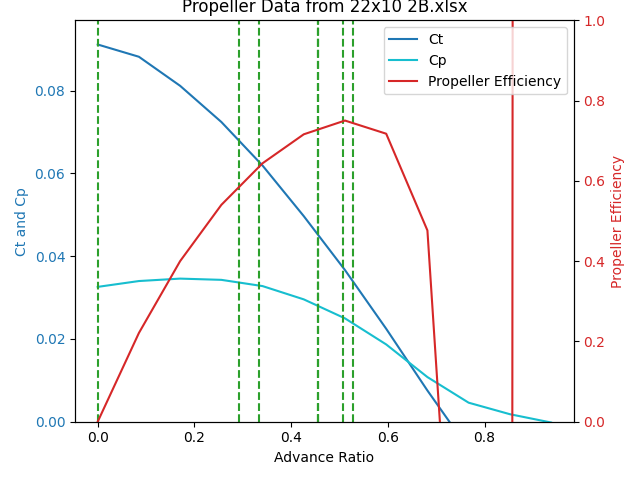 Propeller Data from 22x10 2B.xlsx
Ct
Cp
Propeller Efficiency
1.0
0.8
0.6
0.4
0.2
0.0
Propeller Efficiency
0.08
0.06
0.04
0.02
0.00
Ct and Cp
0.0 0.2 0.4 0.6 0.8
Advance Ratio